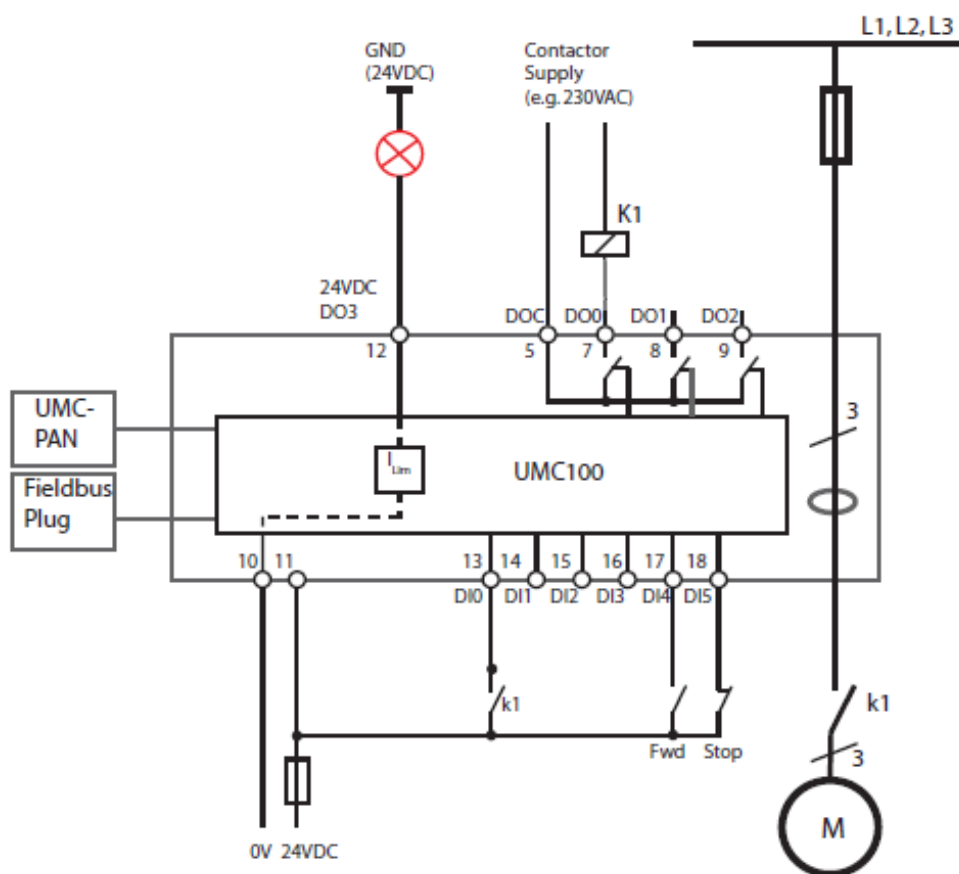 L1, L2, L3
GND
(24VDC)
Contactor
Supply
(e.g. 230VAC)
K1
24VDC
DO3
DOC DO0 DO1 DO2
12 5 7 8 9
UMC-
PAN
3
ILim
UMC100
Fieldbus
Plug
10 11 13 14 15 16 17 18
DI0 DI1 DI2 DI3 DI4 DI5
k1
k1
Fwd Stop
3
M
0V 24VDC